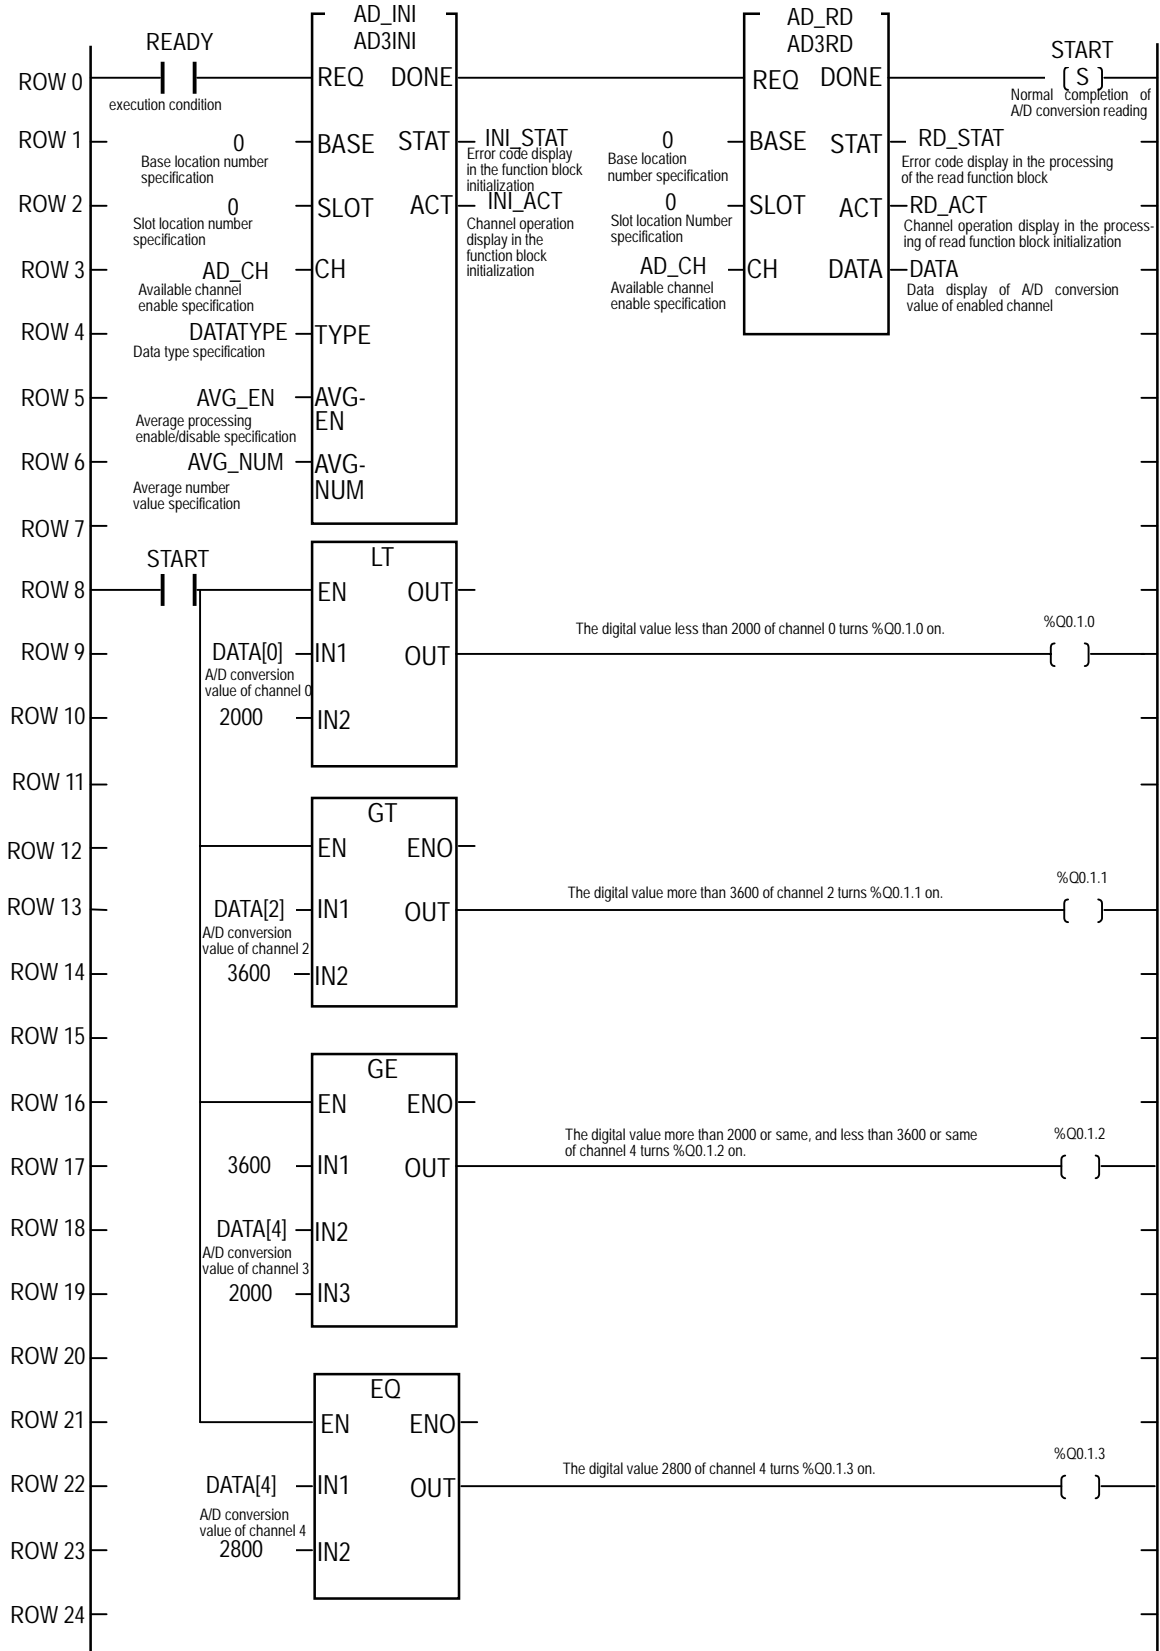 AD_INI
AD3INI
AD_RD
AD3RD
READY
START
ROW 0
REQ DONE
REQ DONE
( S )
execution condition
Normal completion of
A/D conversion reading
ROW 1
0
BASE STAT
INI_STAT
0
BASE STAT
RD_STAT
Base location number
specification
Error code display
in the function block
initialization
Base location
number specification
Error code display in the processing
of the read function block
ROW 2
0
SLOT ACT
INI_ACT
0
SLOT ACT
RD_ACT
Slot location number
specification
Channel operation
display in the
function block
initialization
Slot location Number
specification
Channel operation display in the process-
ing of read function block initialization
ROW 3
AD_CH
CH
AD_CH
CH DATA
DATA
Available channel
enable specification
Available channel
enable specification
Data display of A/D conversion
value of enabled channel
ROW 4
DATATYPE
TYPE
Data type specification
ROW 5
AVG_EN
AVG-
EN
Average processing
enable/disable specification
ROW 6
AVG_NUM
AVG-
NUM
Average number
value specification
ROW 7
START
LT
ROW 8
EN OUT
The digital value less than 2000 of channel 0 turns %Q0.1.0 on.
%Q0.1.0
ROW 9
DATA[0]
IN1 OUT
A/D conversion
value of channel 0
ROW 10
2000
IN2
ROW 11
GT
ROW 12
EN ENO
The digital value more than 3600 of channel 2 turns %Q0.1.1 on.
%Q0.1.1
ROW 13
DATA[2]
IN1 OUT
A/D conversion
value of channel 2
ROW 14
3600
IN2
ROW 15
GE
ROW 16
EN ENO
The digital value more than 2000 or same, and less than 3600 or same
of channel 4 turns %Q0.1.2 on.
%Q0.1.2
ROW 17
3600
IN1 OUT
ROW 18
DATA[4]
IN2
A/D conversion
value of channel 3
ROW 19
2000
IN3
ROW 20
EQ
ROW 21
EN ENO
The digital value 2800 of channel 4 turns %Q0.1.3 on.
%Q0.1.3
ROW 22
DATA[4]
IN1 OUT
A/D conversion
value of channel 4
ROW 23
2800
IN2
ROW 24